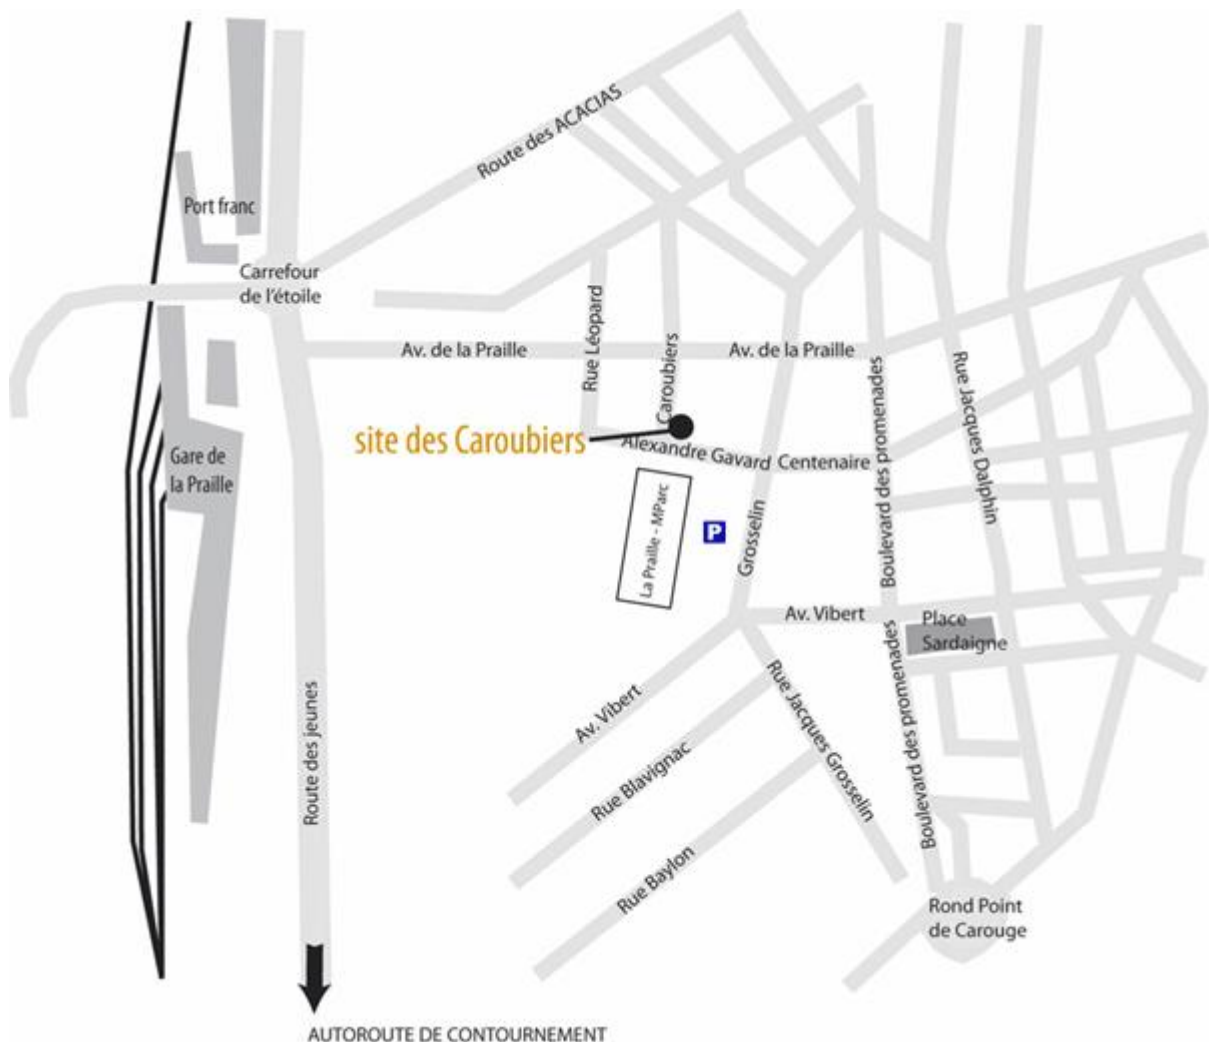 Route des ACACIAS
Port franc
Carrefour
de l'étoile
Rue Léopard
Caroubiers
Av. de la Praille
Av. de la Praille
Boulevard des promenades
Rue Jacques Dalphin
site des Caroubiers
Alexandre Gavard
Centenaire
Gare de
la Praille
La Praille - MParc
P
Grosselin
Av. Vibert
Place
Sardaigne
Route des jeunes
Av. Vibert
Rue Jacques Grosselin
Boulevard des promenades
Rue Blavignac
Rue Baylon
Rond Point
de Carouge
AUTOROUTE DE CONTOURNEMENT